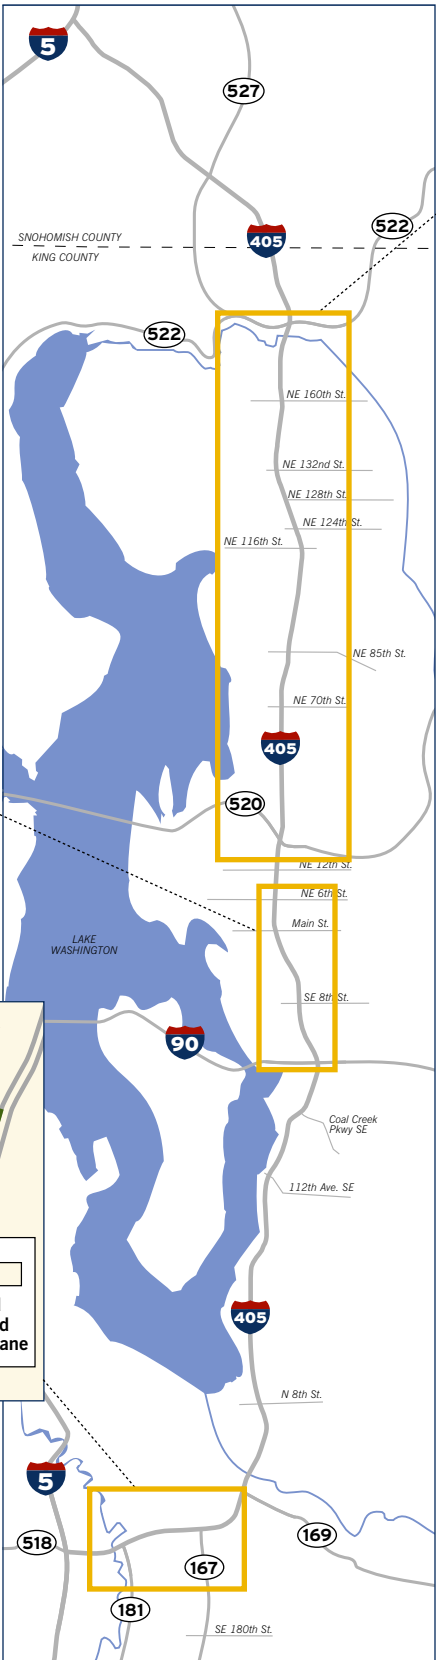 5
527
522
405
SNOHOMISH COUNTY
KING COUNTY
522
NE 160th St.
NE 132nd St.
NE 128th St.
NE 124th St.
NE 116th St.
NE 85th St.
NE 70th St.
405
520
NE 12th St.
NE 6th St.
Main St.
LAKE
WASHINGTON
SE 8th St.
90
Coal Creek
Pkwy SE
112th Ave. SE
405
d
ane
N 8th St.
5
518
169
167
181
SE 180th St.